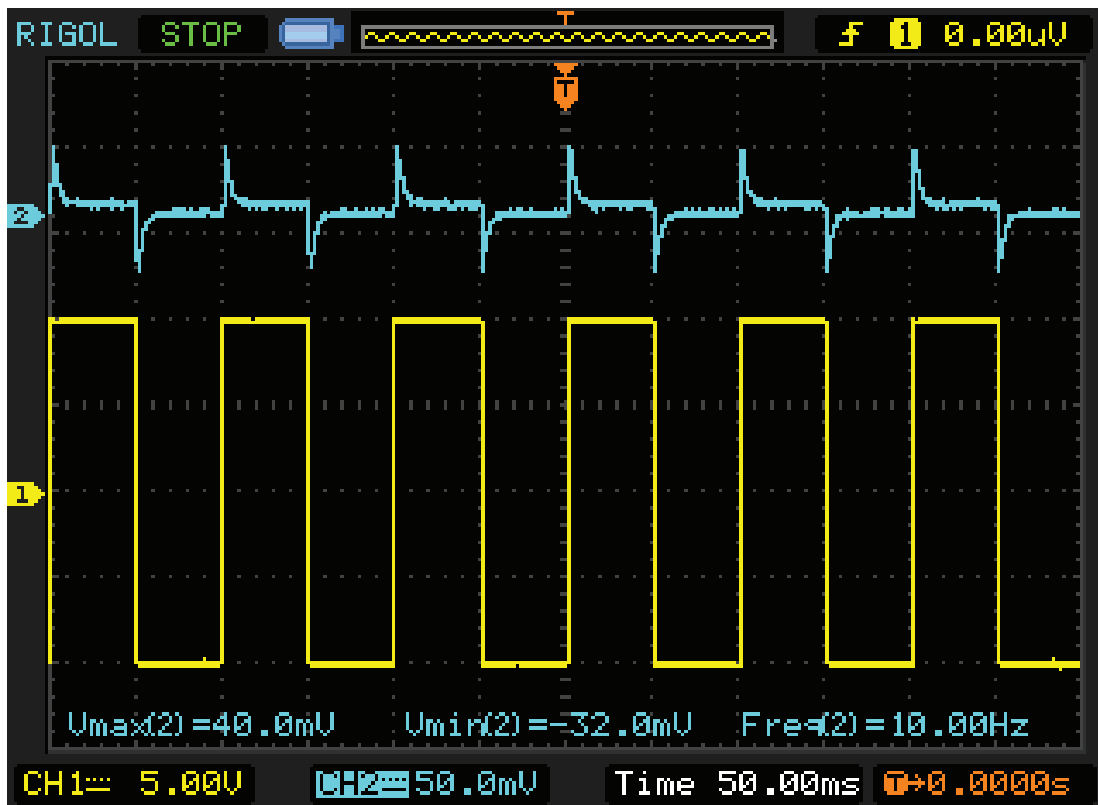 RIGOL STOP T 1 0.00uV
T
2
1
Vmax(2)=40.0mV Vmin(2)=-32.0mV Freq(2)=10.00Hz
CH1 5.00V CH2 50.0mV Time 50.00ms T→0.0000s